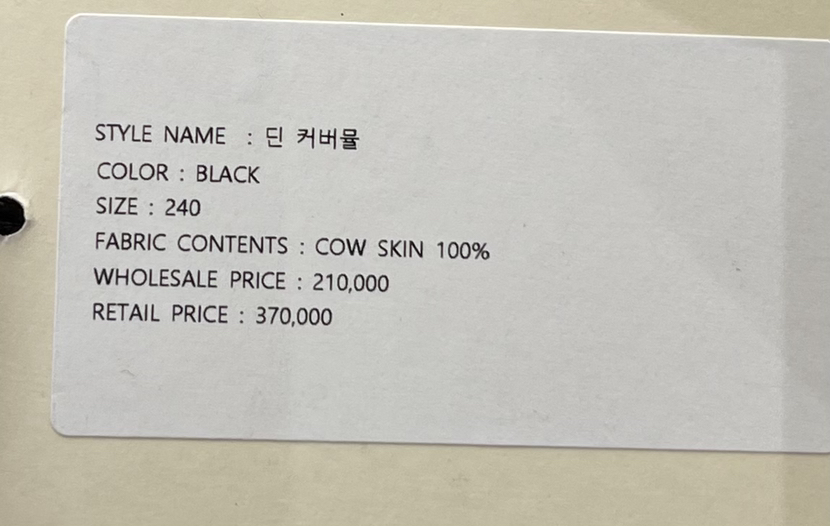 STYLE NAME : 딘 커버뮬
COLOR : BLACK
SIZE : 240
FABRIC CONTENTS : COW SKIN 100%
WHOLESALE PRICE : 210,000
RETAIL PRICE : 370,000